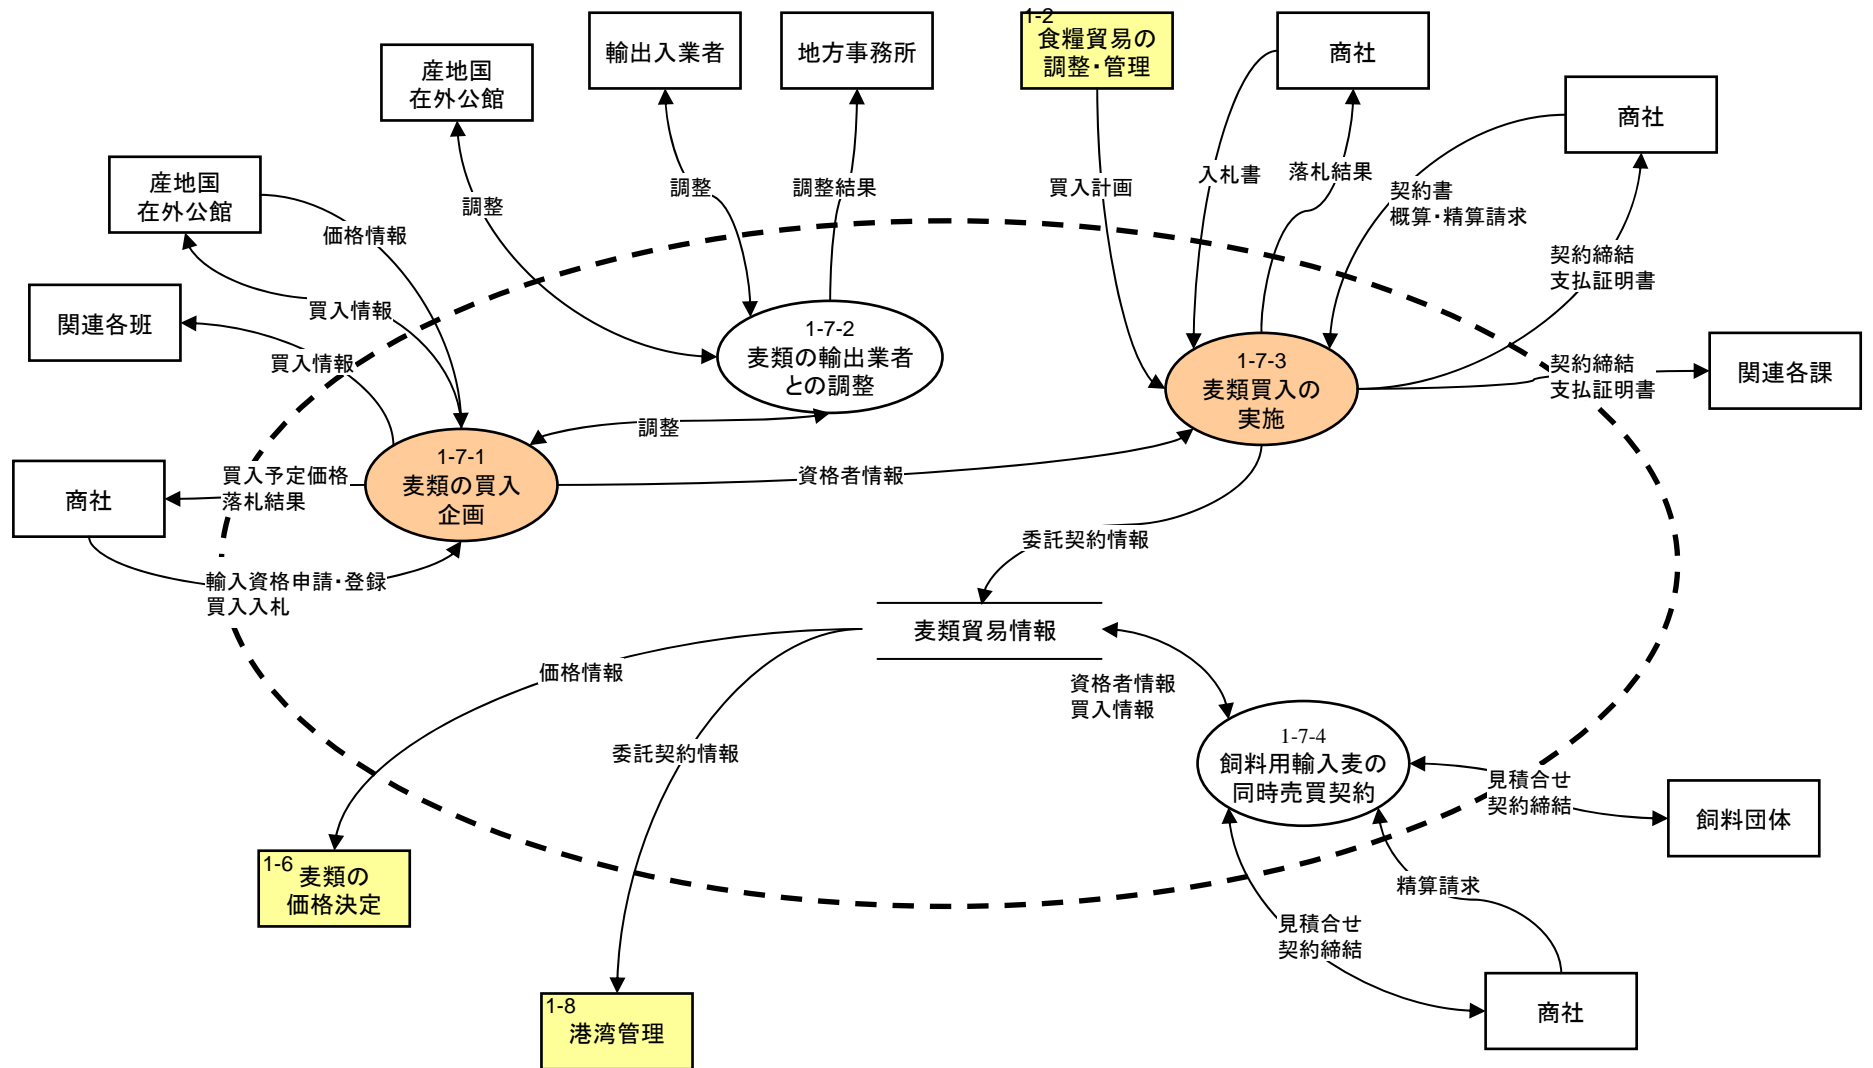 1-2
食糧貿易の
調整・管理
輸出入業者
地方事務所
商社
産地国
在外公館
商社
産地国
在外公館
調整
調整
調整結果
買入計画
入札書
落札結果
契約書
概算・精算請求
価格情報
契約締結
支払証明書
買入情報
関連各班
1-7-2
麦類の輸出業者
との調整
買入情報
1-7-3
麦類買入の
実施
契約締結
支払証明書
関連各課
調整
1-7-1
麦類の買入
企画
買入予定価格
落札結果
商社
資格者情報
委託契約情報
輸入資格申請・登録
買入入札
麦類貿易情報
価格情報
資格者情報
買入情報
委託契約情報
1-7-4
飼料用輸入麦の
同時売買契約
見積合せ
契約締結
飼料団体
1-6
麦類の
価格決定
精算請求
見積合せ
契約締結
1-8
港湾管理
商社